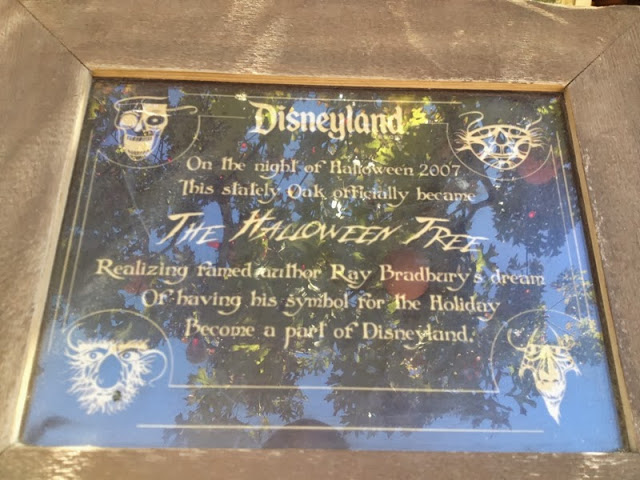 Disneyland
On the night of Halloween 2007
This stately Oak officially became
The Halloween Tree
Realizing famed author Ray Bradbury's dream
Of having his symbol for the Holiday
Become a part of Disneyland.